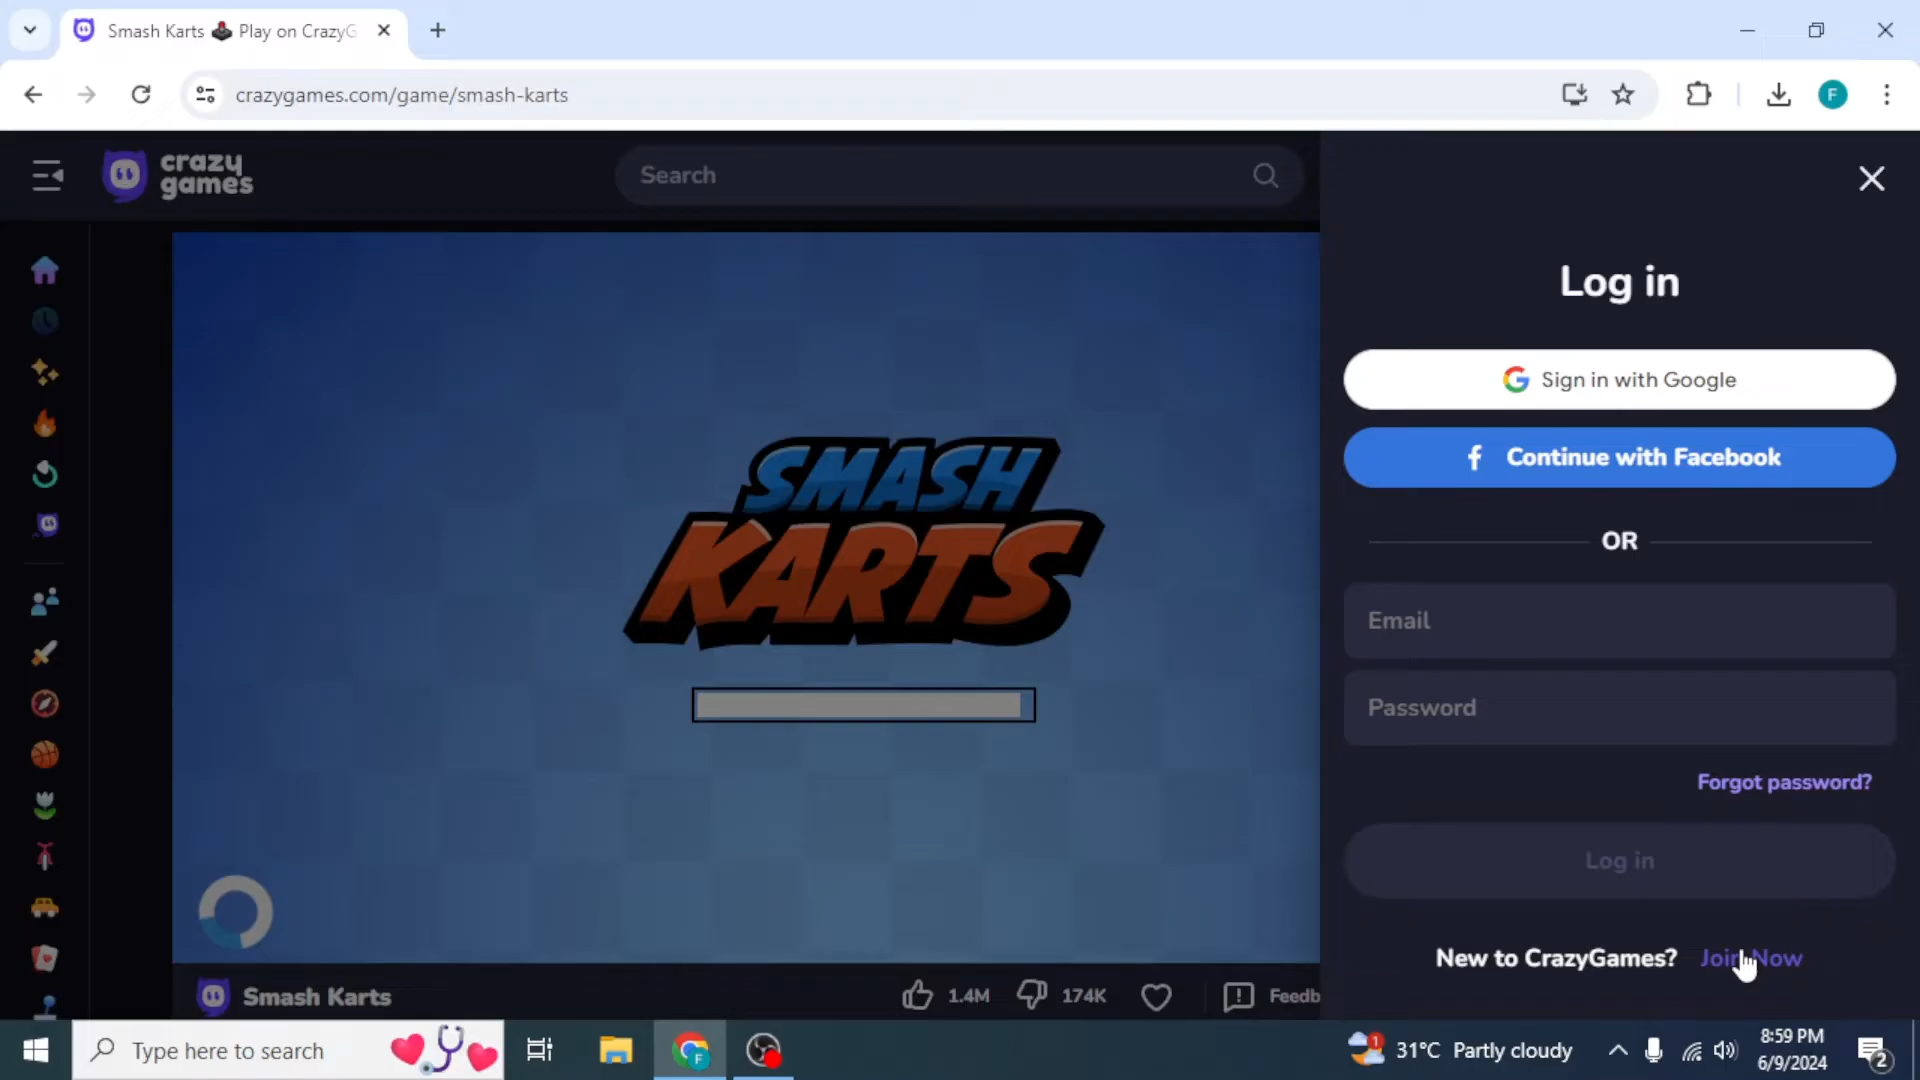 Smash Karts 🕹️ Play on CrazyG
crazygames.com/game/smash-karts
F
crazy
games
Search
Log in
Sign in with Google
Continue with Facebook
OR
Email
Password
Forgot password?
Log in
New to CrazyGames? Join Now
SMASH
KARTS
Smash Karts
1.4M
174K
Feedb
Type here to search
F
1
31°C Partly cloudy
8:59 PM
6/9/2024
2